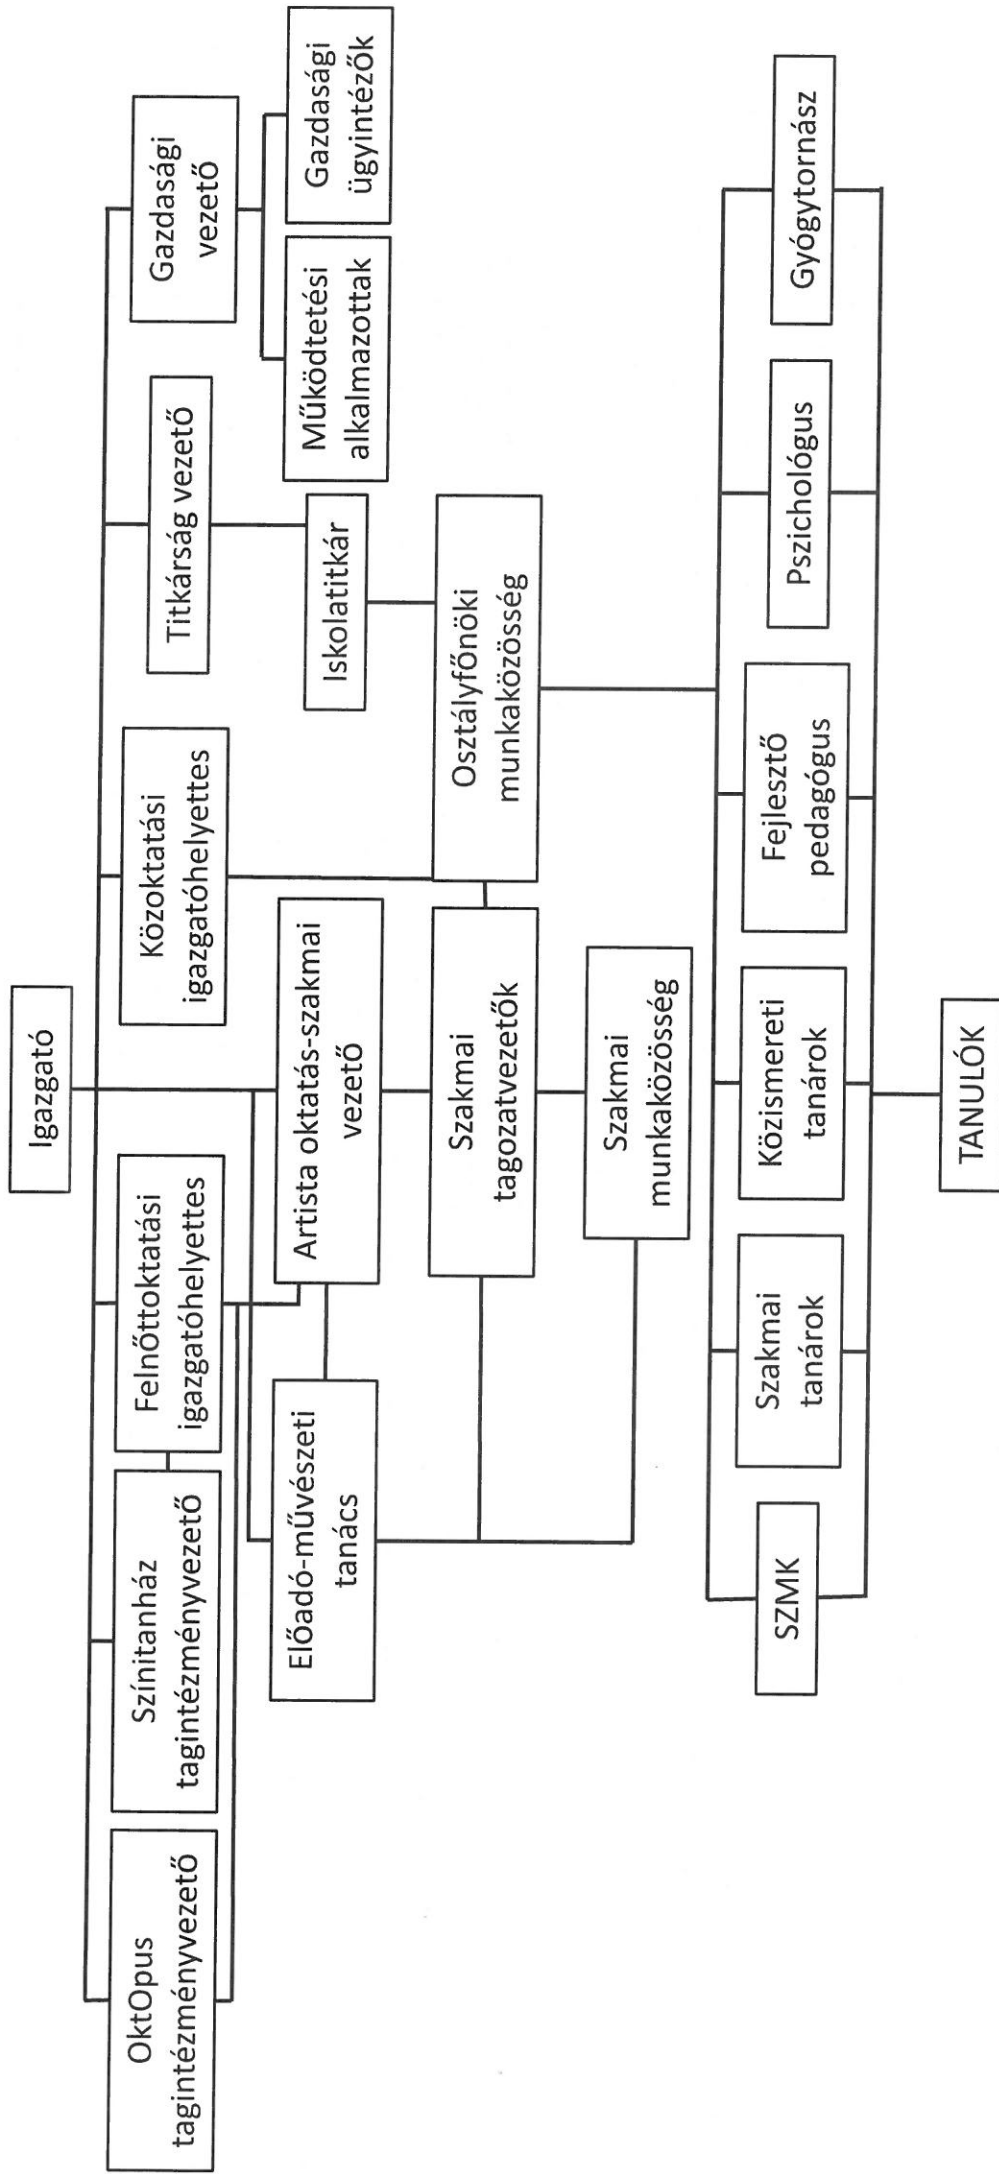 Igazgató
OktOpus
tagintézményvezető
Színitanház
tagintézményvezető
Felnőttoktatási
igazgatóhelyettes
Közoktatási
igazgatóhelyettes
Titkárság vezető
Gazdasági
vezető
Előadó-művészeti
tanács
Artista oktatás-szakmai
vezető
Iskolatitkár
Működtetési
alkalmazottak
Gazdasági
ügyintézők
Szakmai
tagozatvezetők
Osztályfőnöki
munkaközösség
Szakmai
munkaközösség
SZMK
Szakmai
tanárok
Közismereti
tanárok
Fejlesztő
pedagógus
Pszichológus
Gyógytornász
TANULÓK